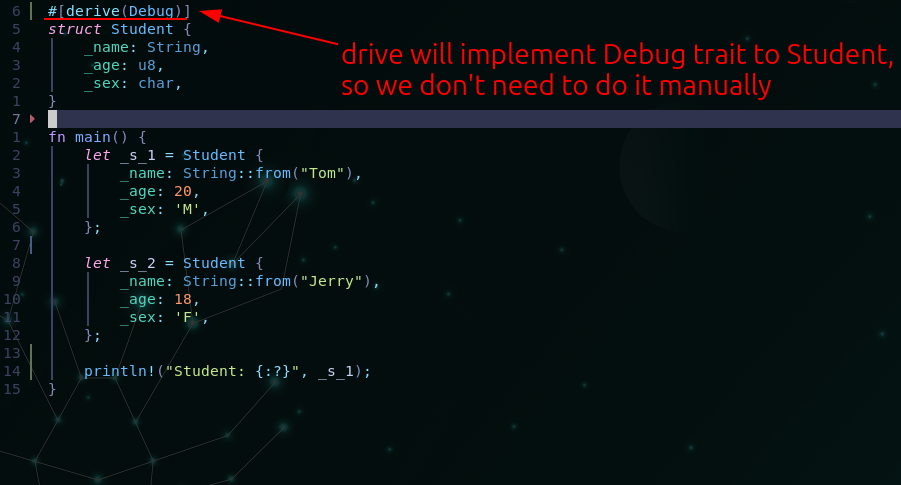 6 #[derive(Debug)]
5 struct Student {
drive will implement Debug trait to Student,
4 _name: String,
3 _age: u8,
so we don't need to do it manually
2 _sex: char,
1 }
7
1 fn main() {
2 let _s_1 = Student {
3 _name: String::from("Tom"),
4 _age: 20,
5 _sex: 'M',
6 };
7
8 let _s_2 = Student {
9 _name: String::from("Jerry"),
10 _age: 18,
11 _sex: 'F',
12 };
13
14 println!("Student: {:?}", _s_1);
15 }